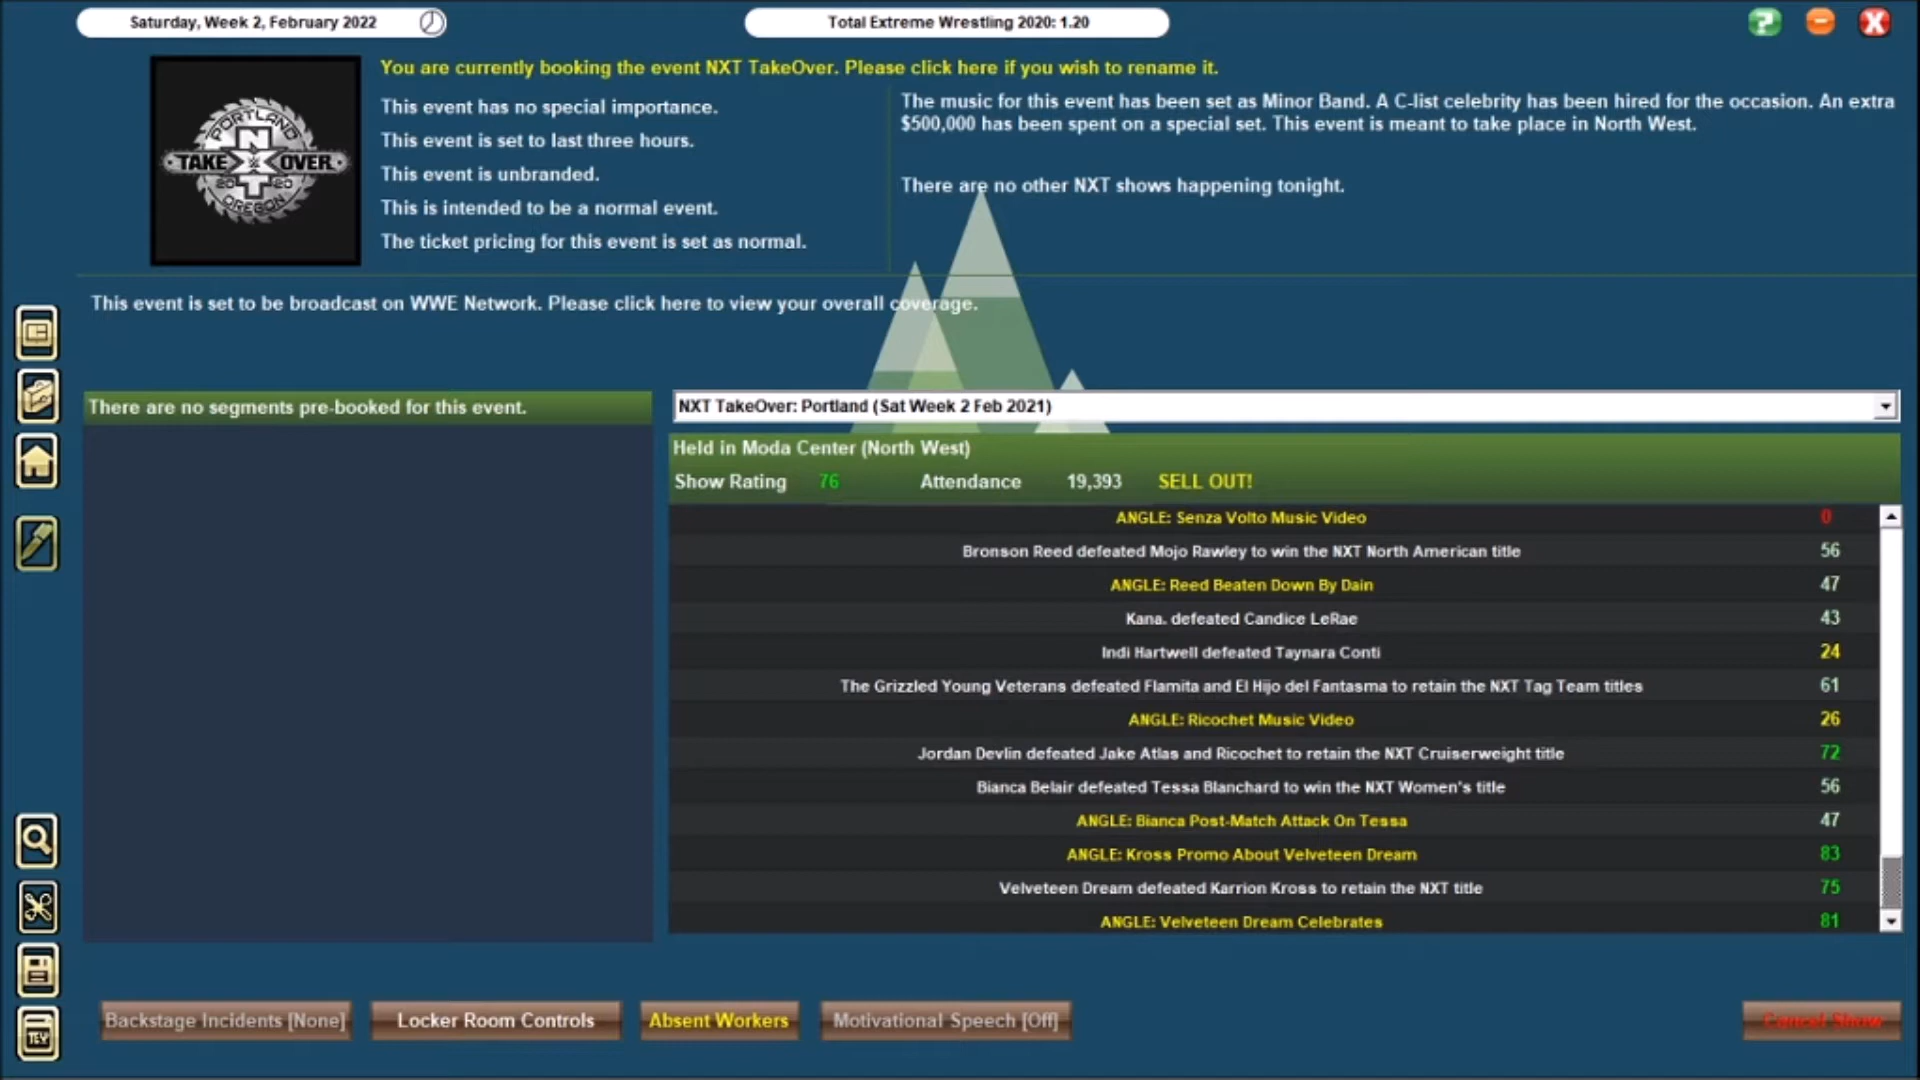 Saturday, Week 2, February 2022
Total Extreme Wrestling 2020: 1.20
PORTLAND
NXT
TAKE OVER
2020
OREGON
You are currently booking the event NXT TakeOver. Please click here if you wish to rename it.
This event has no special importance.
This event is set to last three hours.
This event is unbranded.
This is intended to be a normal event.
The ticket pricing for this event is set as normal.
The music for this event has been set as Minor Band. A C-list celebrity has been hired for the occasion. An extra
$500,000 has been spent on a special set. This event is meant to take place in North West.
There are no other NXT shows happening tonight.
This event is set to be broadcast on WWE Network. Please click here to view your overall coverage.
There are no segments pre-booked for this event.
NXT TakeOver: Portland (Sat Week 2 Feb 2021)
Held in Moda Center (North West)
Show Rating 76 Attendance 19,393 SELL OUT!
ANGLE: Senza Volto Music Video 0
Bronson Reed defeated Mojo Rawley to win the NXT North American title 56
ANGLE: Reed Beaten Down By Dain 47
Kana. defeated Candice LeRae 43
Indi Hartwell defeated Taynara Conti 24
The Grizzled Young Veterans defeated Flamita and El Hijo del Fantasma to retain the NXT Tag Team titles 61
ANGLE: Ricochet Music Video 26
Jordan Devlin defeated Jake Atlas and Ricochet to retain the NXT Cruiserweight title 72
Bianca Belair defeated Tessa Blanchard to win the NXT Women's title 56
ANGLE: Bianca Post-Match Attack On Tessa 47
ANGLE: Kross Promo About Velveteen Dream 83
Velveteen Dream defeated Karrion Kross to retain the NXT title 75
ANGLE: Velveteen Dream Celebrates 81
TEW
Backstage Incidents [None]
Locker Room Controls
Absent Workers
Motivational Speech [Off]
Cancel Show